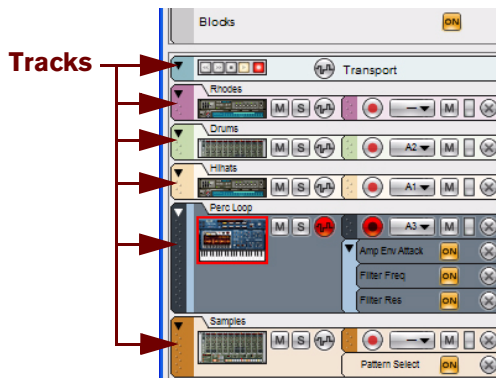 Blocks ON
Tracks
Transport
Rhodes
M S M
Drums
M S A2 M
Hihats
M S A1 M
Perc Loop
M S A3 M
Amp Env Attack ON
Filter Freq ON
Filter Res ON
Samples
M S M
Pattern Select ON